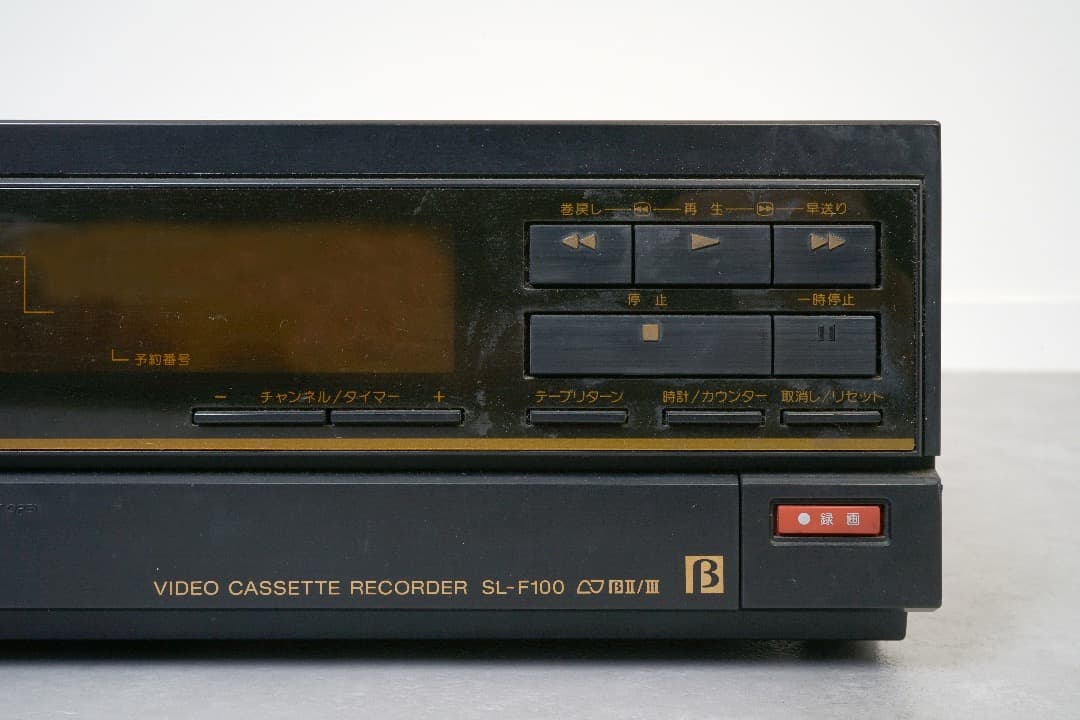 巻戻し 再 生 早送り
停 止 一時停止
予約番号
− チャンネル/タイマー +
テープリターン 時計/カウンター 取消し/リセット
録 画
VIDEO CASSETTE RECORDER SL-F100 βII/III β